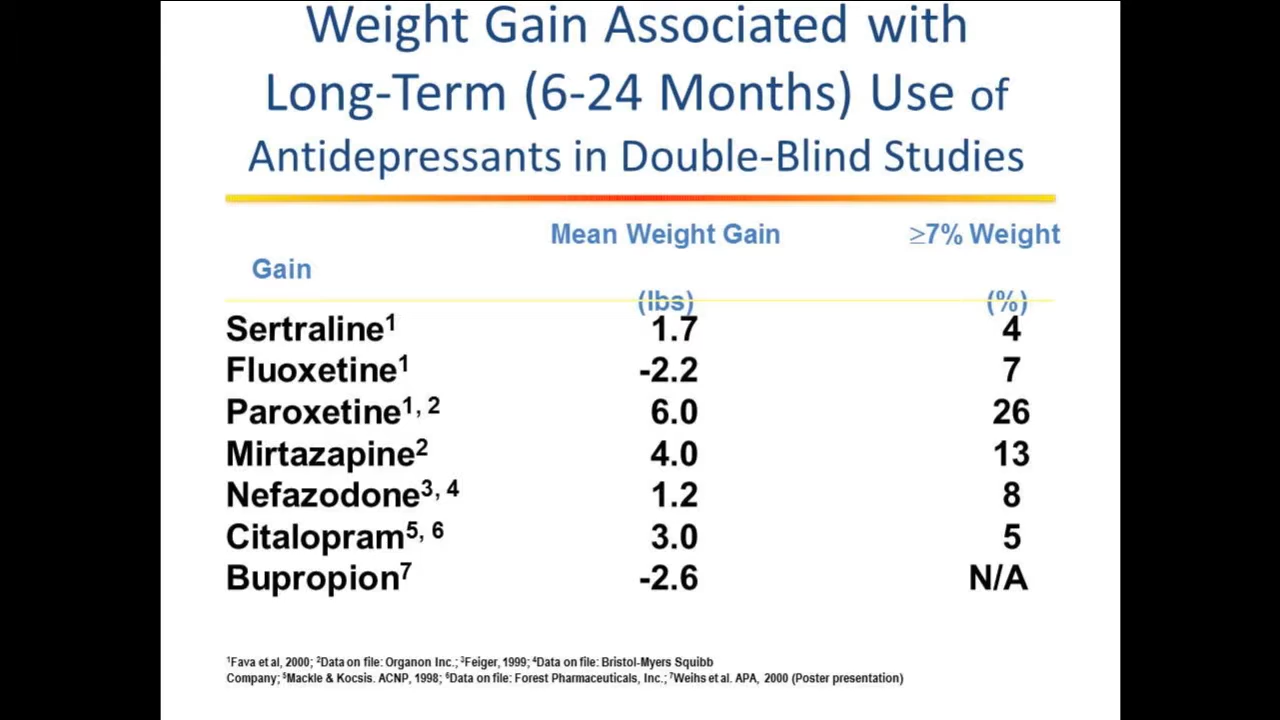 Weight Gain Associated with
Long-Term (6-24 Months) Use of
Antidepressants in Double-Blind Studies
Mean Weight Gain ≥7% Weight
Gain
(lbs) (%)
Sertraline¹ 1.7 4
Fluoxetine¹ -2.2 7
Paroxetine¹, ² 6.0 26
Mirtazapine² 4.0 13
Nefazodone³, ⁴ 1.2 8
Citalopram⁵, ⁶ 3.0 5
Bupropion⁷ -2.6 N/A
¹Fava et al, 2000; ²Data on file: Organon Inc.; ³Feiger, 1999; ⁴Data on file: Bristol-Myers Squibb
Company; ⁵Mackle & Kocsis. ACNP, 1998; ⁶Data on file: Forest Pharmaceuticals, Inc.; ⁷Weihs et al. APA, 2000 (Poster presentation)